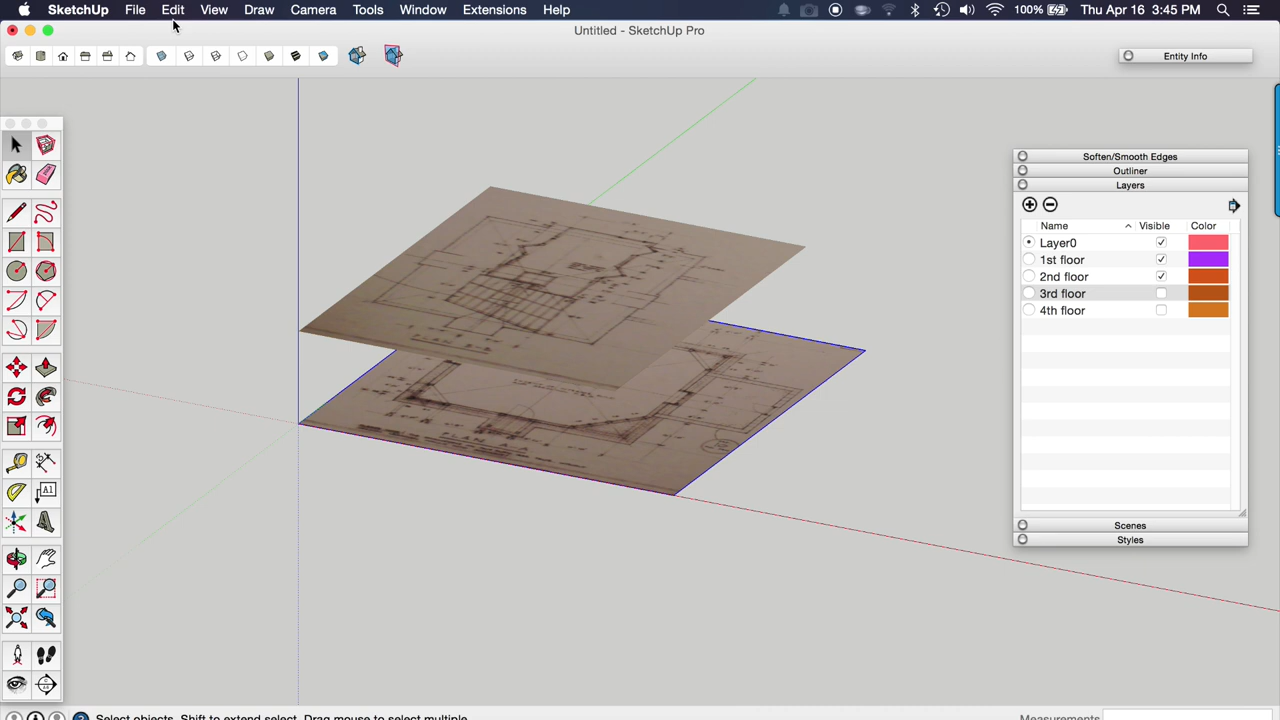 SketchUp File Edit View Draw Camera Tools Window Extensions Help 100% Thu Apr 16 3:45 PM
Untitled - SketchUp Pro
Entity Info
Soften/Smooth Edges
Outliner
Layers
Name Visible Color
Layer0
1st floor
2nd floor
3rd floor
4th floor
A1
Scenes
Styles
Select objects. Shift to extend select. Drag mouse to select multiple.
Measurements